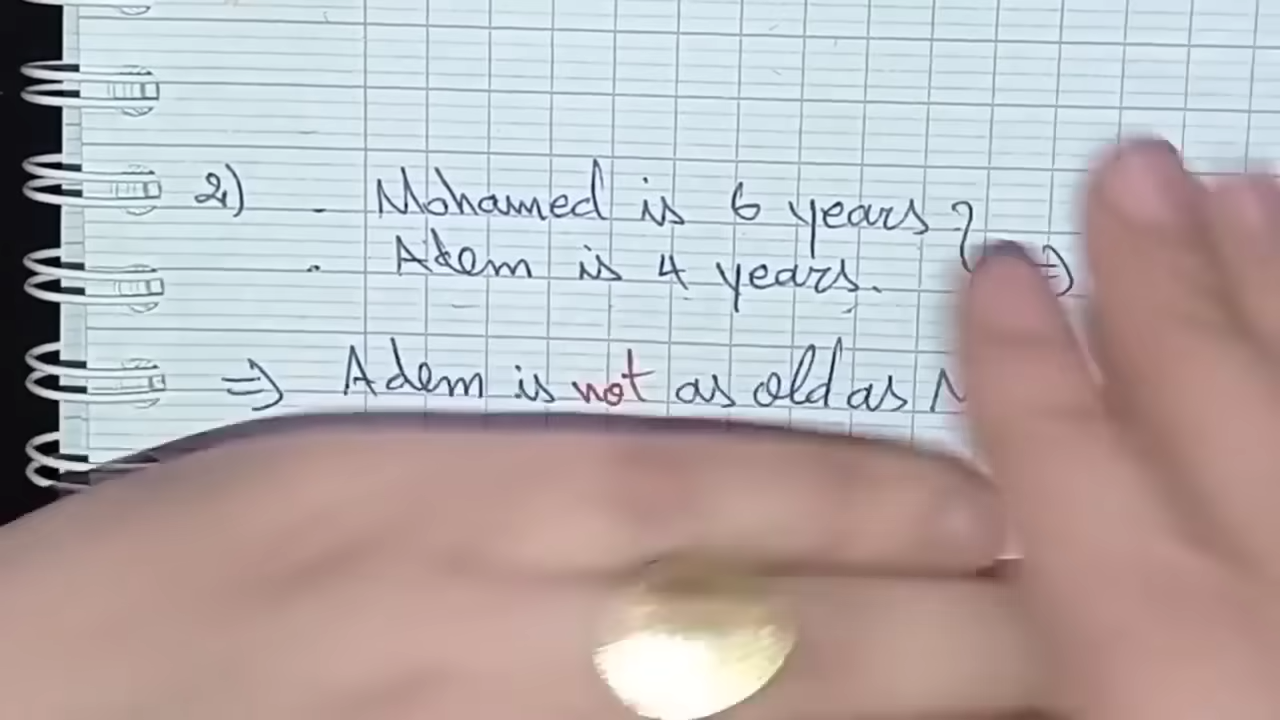 2) . Mohamed is 6 years }
. Adem is 4 years. =>
=> Adem is not as old as